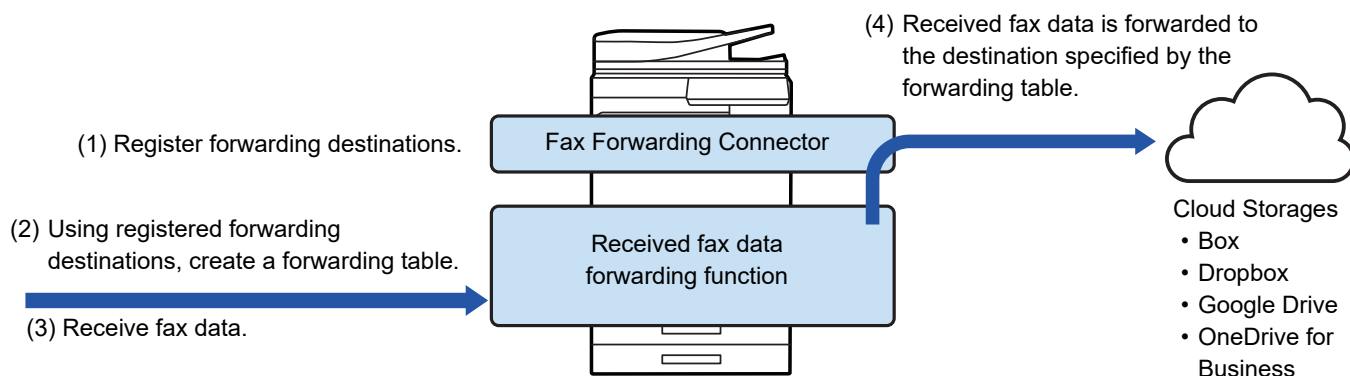 (1) Register forwarding destinations.
(2) Using registered forwarding
destinations, create a forwarding table.
(3) Receive fax data.
Fax Forwarding Connector
Received fax data
forwarding function
(4) Received fax data is forwarded to
the destination specified by the
forwarding table.
Cloud Storages
• Box
• Dropbox
• Google Drive
• OneDrive for
Business